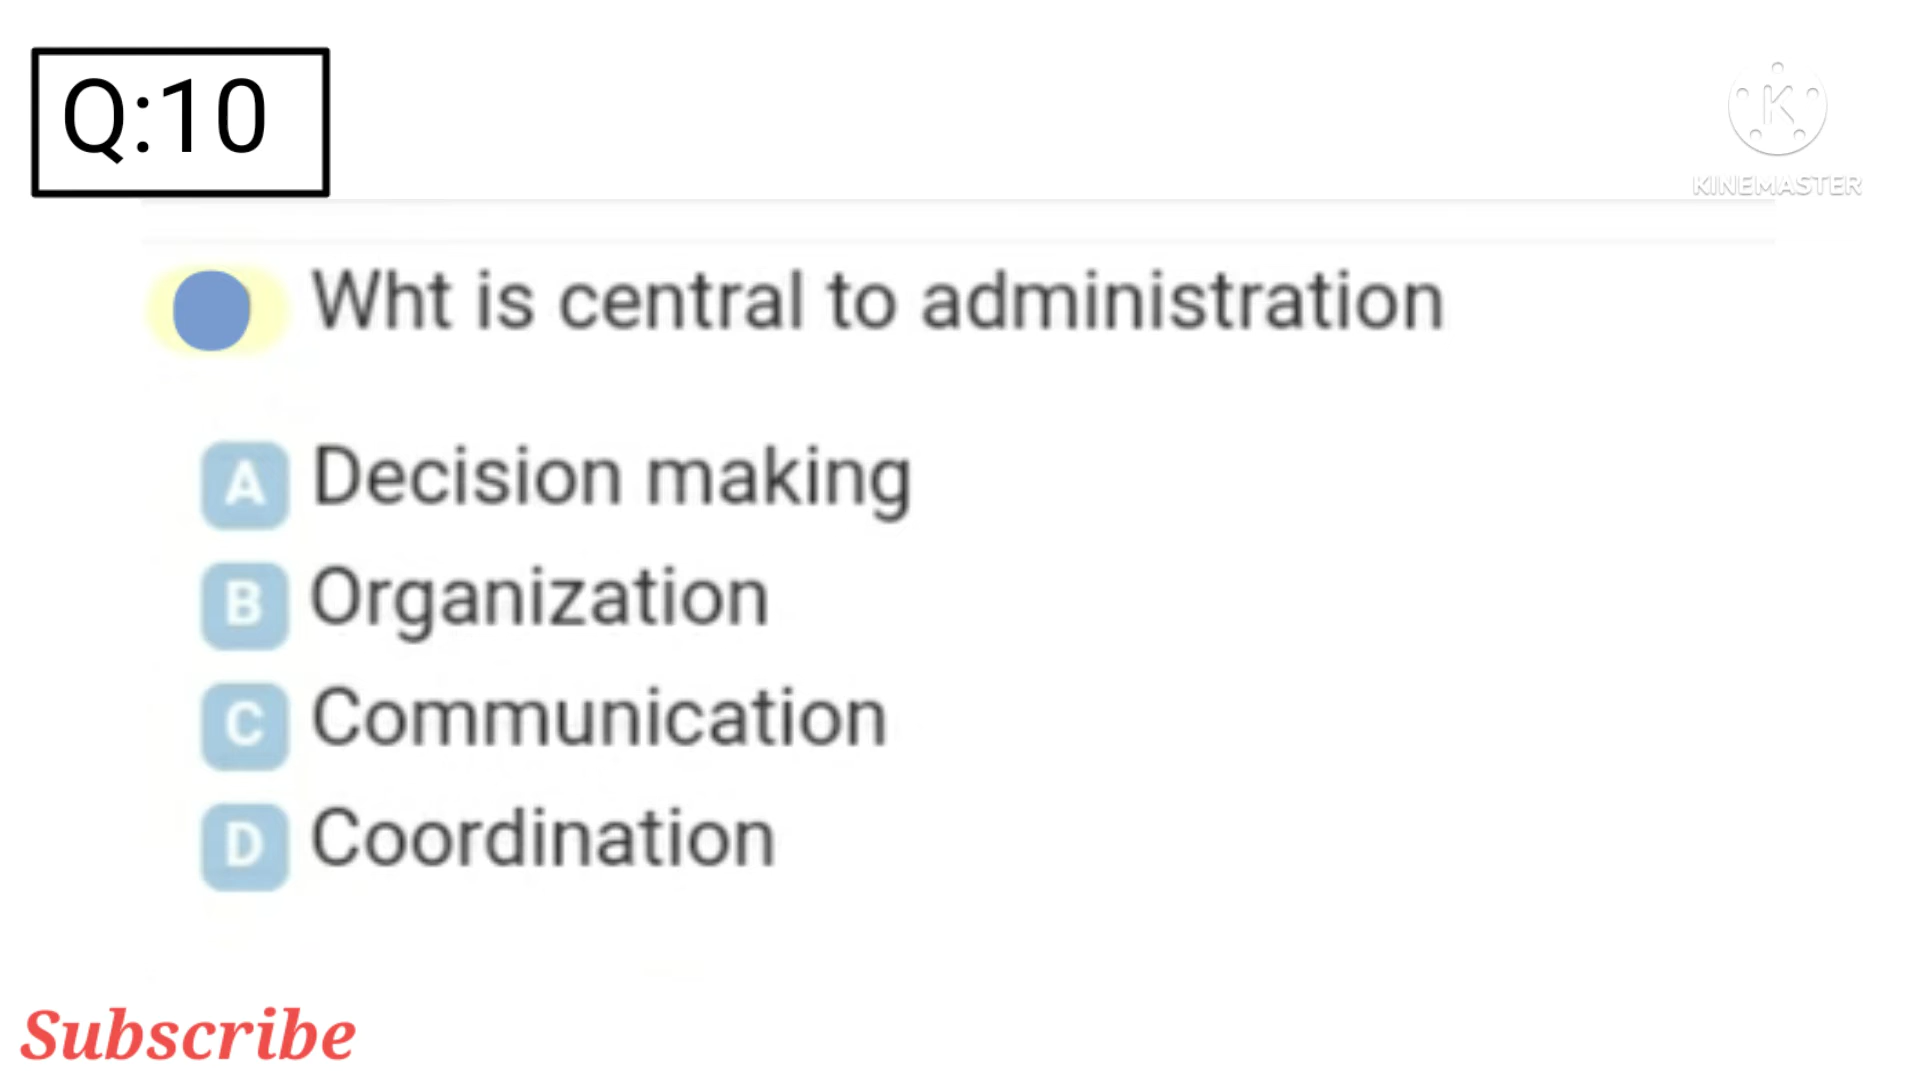 Q:10
KINEMASTER
Wht is central to administration
A Decision making
B Organization
C Communication
D Coordination
Subscribe